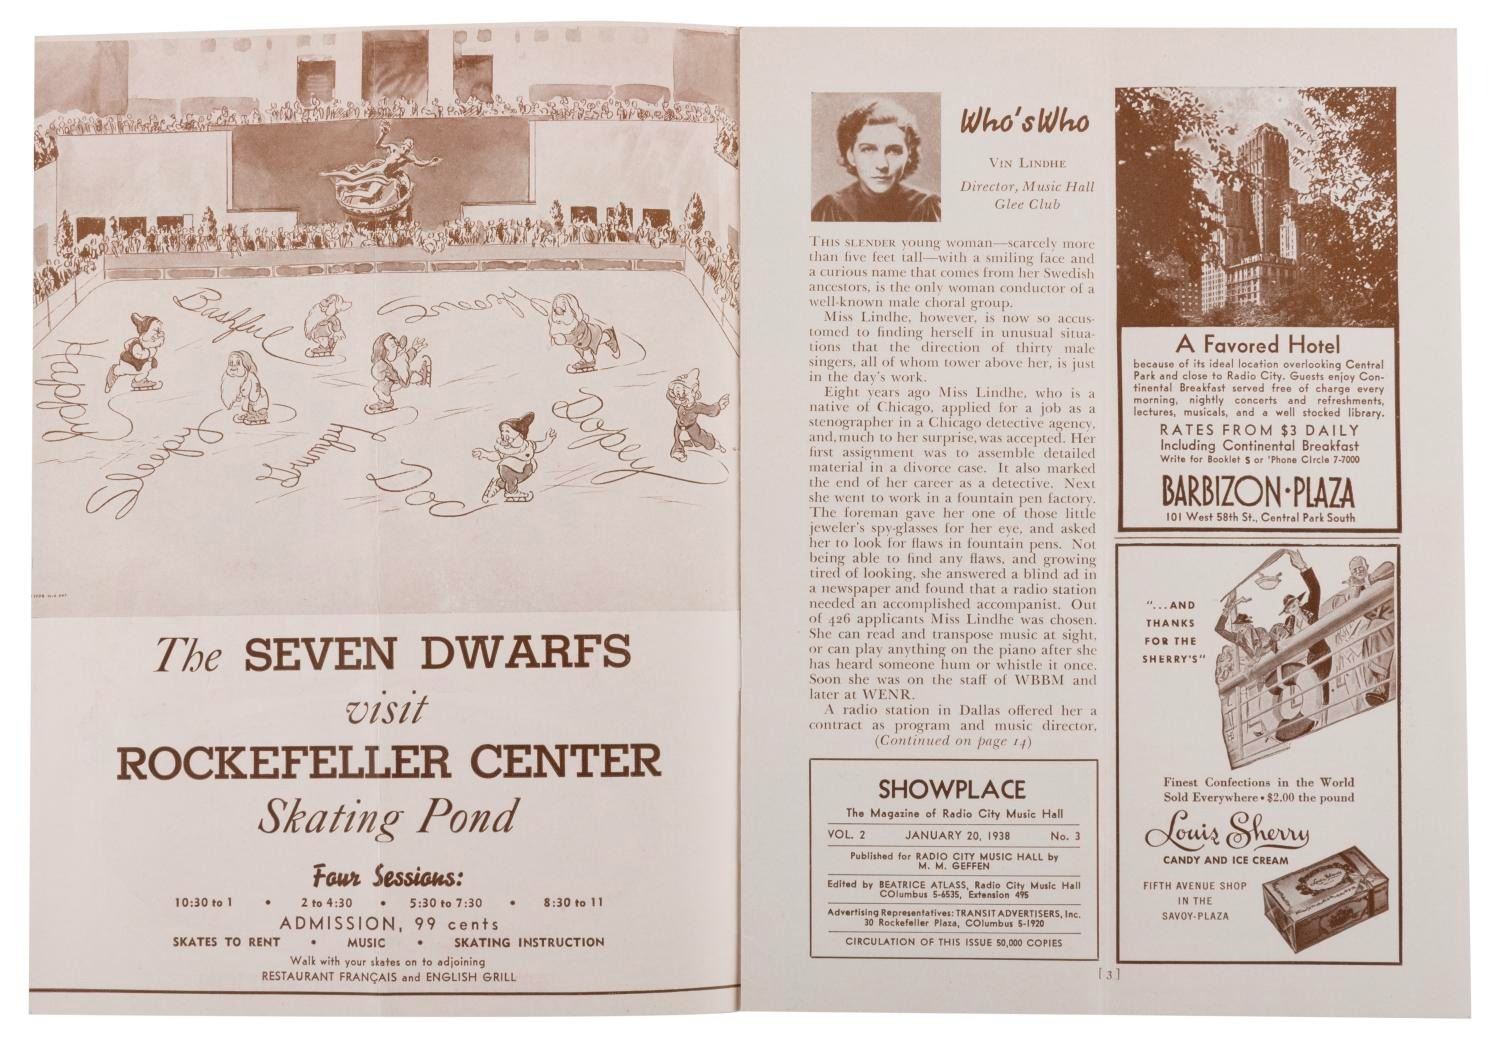 Happy
Bashful
Sneezy
Sleepy
Grumpy
Doc
Dopey
The SEVEN DWARFS
visit
ROCKEFELLER CENTER
Skating Pond
Four Sessions:
10:30 to 1 • 2 to 4:30 • 5:30 to 7:30 • 8:30 to 11
ADMISSION, 99 cents
SKATES TO RENT • MUSIC • SKATING INSTRUCTION
Walk with your skates on to adjoining
RESTAURANT FRANÇAIS and ENGLISH GRILL
Who's Who
VIN LINDHE
Director, Music Hall
Glee Club
THIS SLENDER young woman—scarcely more
than five feet tall—with a smiling face and
a curious name that comes from her Swedish
ancestors, is the only woman conductor of a
well-known male choral group.
Miss Lindhe, however, is now so accus-
tomed to finding herself in unusual situa-
tions that the direction of thirty male
singers, all of whom tower above her, is just
in the day's work.
Eight years ago Miss Lindhe, who is a
native of Chicago, applied for a job as a
stenographer in a Chicago detective agency,
and, much to her surprise, was accepted. Her
first assignment was to assemble detailed
material in a divorce case. It also marked
the end of her career as a detective. Next
she went to work in a fountain pen factory.
The foreman gave her one of those little
jeweler's spy-glasses for her eye, and asked
her to look for flaws in fountain pens. Not
being able to find any flaws, and growing
tired of looking, she answered a blind ad in
a newspaper and found that a radio station
needed an accomplished accompanist. Out
of 426 applicants Miss Lindhe was chosen.
She can read and transpose music at sight,
or can play anything on the piano after she
has heard someone hum or whistle it once.
Soon she was on the staff of WBBM and
later at WENR.
A radio station in Dallas offered her a
contract as program and music director,
(Continued on page 14)
SHOWPLACE
The Magazine of Radio City Music Hall
VOL. 2 JANUARY 20, 1938 No. 3
Published for RADIO CITY MUSIC HALL by
M. M. GEFFEN
Edited by BEATRICE ATLASS, Radio City Music Hall
COlumbus 5-6535, Extension 495
Advertising Representatives: TRANSIT ADVERTISERS, Inc.
30 Rockefeller Plaza, COlumbus 5-1920
CIRCULATION OF THIS ISSUE 50,000 COPIES
A Favored Hotel
because of its ideal location overlooking Central
Park and close to Radio City. Guests enjoy Con-
tinental Breakfast served free of charge every
morning, nightly concerts and refreshments,
lectures, musicals, and a well stocked library.
RATES FROM $3 DAILY
Including Continental Breakfast
Write for Booklet S or 'Phone CIrcle 7-7000
BARBIZON•PLAZA
101 West 58th St., Central Park South
"...AND
THANKS
FOR THE
SHERRY'S"
Finest Confections in the World
Sold Everywhere • $2.00 the pound
Louis Sherry
CANDY AND ICE CREAM
FIFTH AVENUE SHOP
IN THE
SAVOY-PLAZA
[ 3 ]